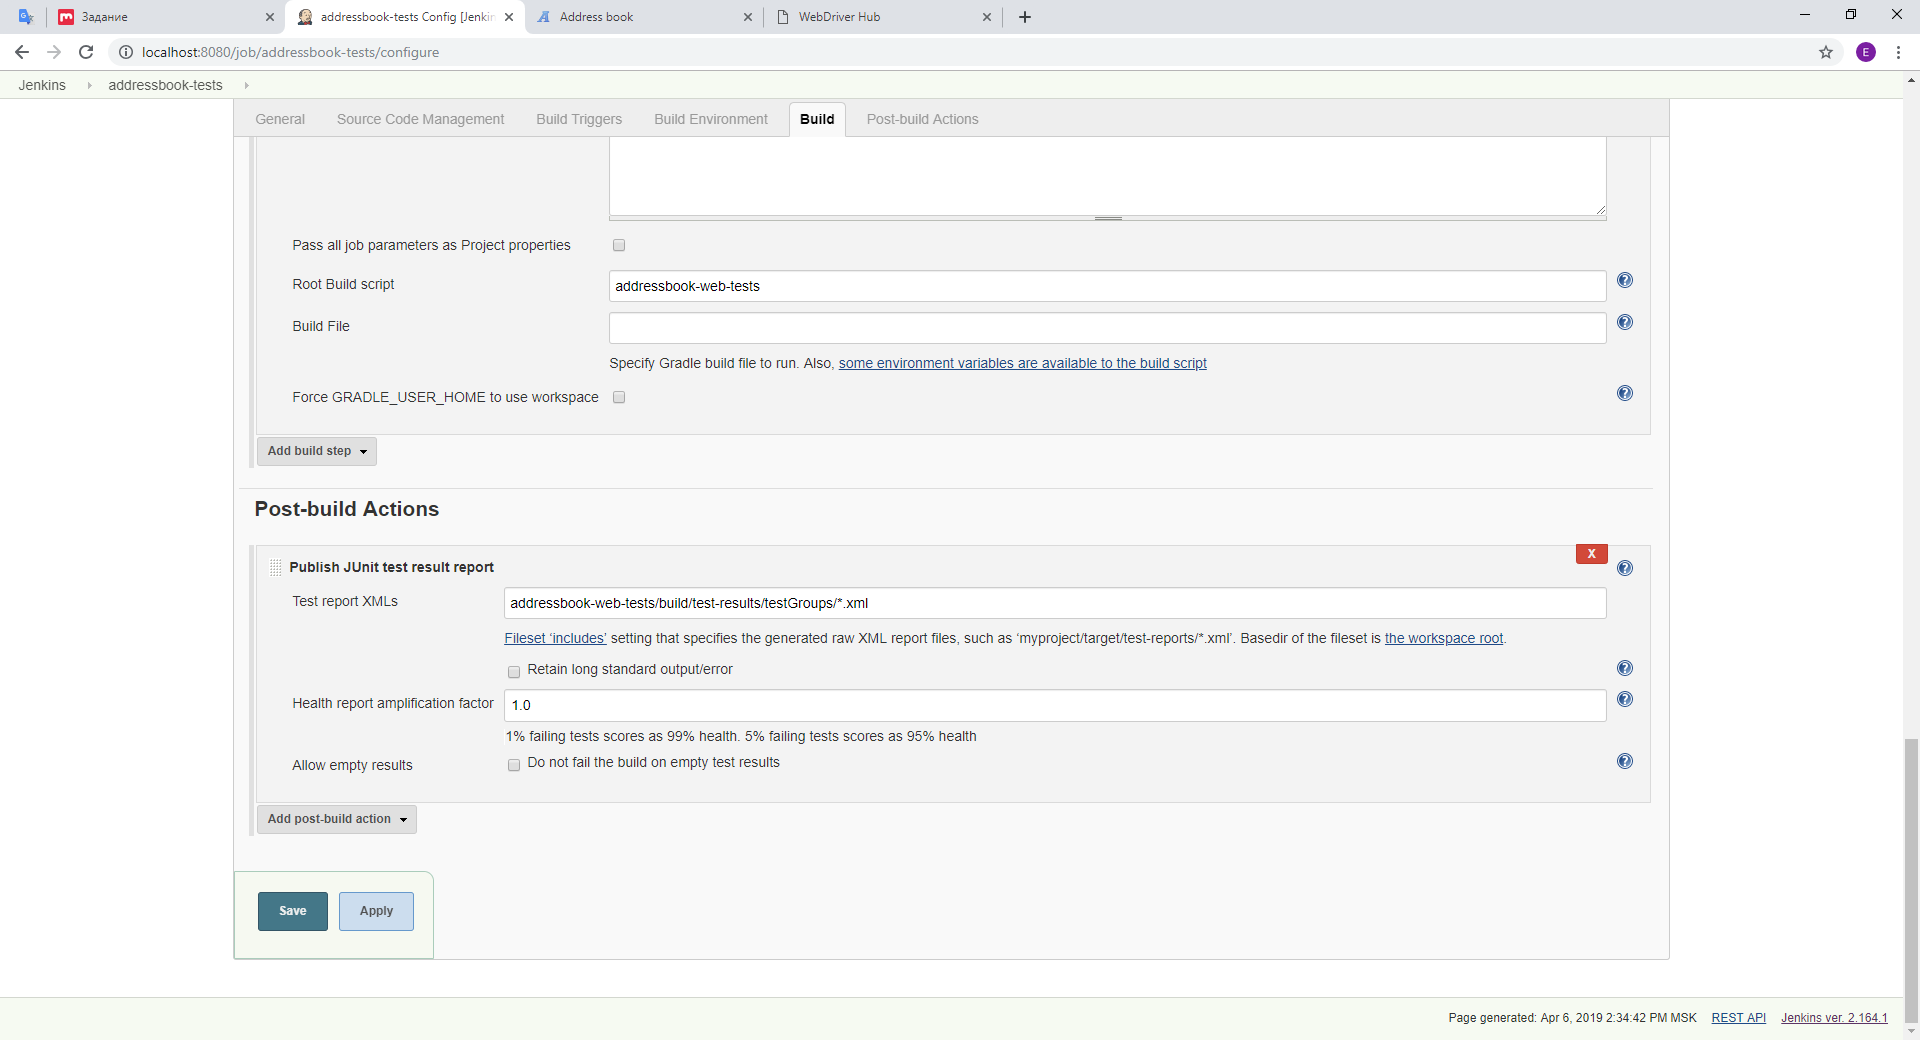 Задание
addressbook-tests Config [Jenkin
Address book
WebDriver Hub
localhost:8080/job/addressbook-tests/configure
E
Jenkins
addressbook-tests
General
Source Code Management
Build Triggers
Build Environment
Build
Post-build Actions
Pass all job parameters as Project properties
Root Build script
addressbook-web-tests
Build File
Specify Gradle build file to run. Also, some environment variables are available to the build script
Force GRADLE_USER_HOME to use workspace
Add build step
Post-build Actions
X
Publish JUnit test result report
Test report XMLs
addressbook-web-tests/build/test-results/testGroups/*.xml
Fileset ‘includes’ setting that specifies the generated raw XML report files, such as ‘myproject/target/test-reports/*.xml’. Basedir of the fileset is the workspace root.
Retain long standard output/error
Health report amplification factor
1.0
1% failing tests scores as 99% health. 5% failing tests scores as 95% health
Allow empty results
Do not fail the build on empty test results
Add post-build action
Save
Apply
Page generated: Apr 6, 2019 2:34:42 PM MSK
REST API
Jenkins ver. 2.164.1